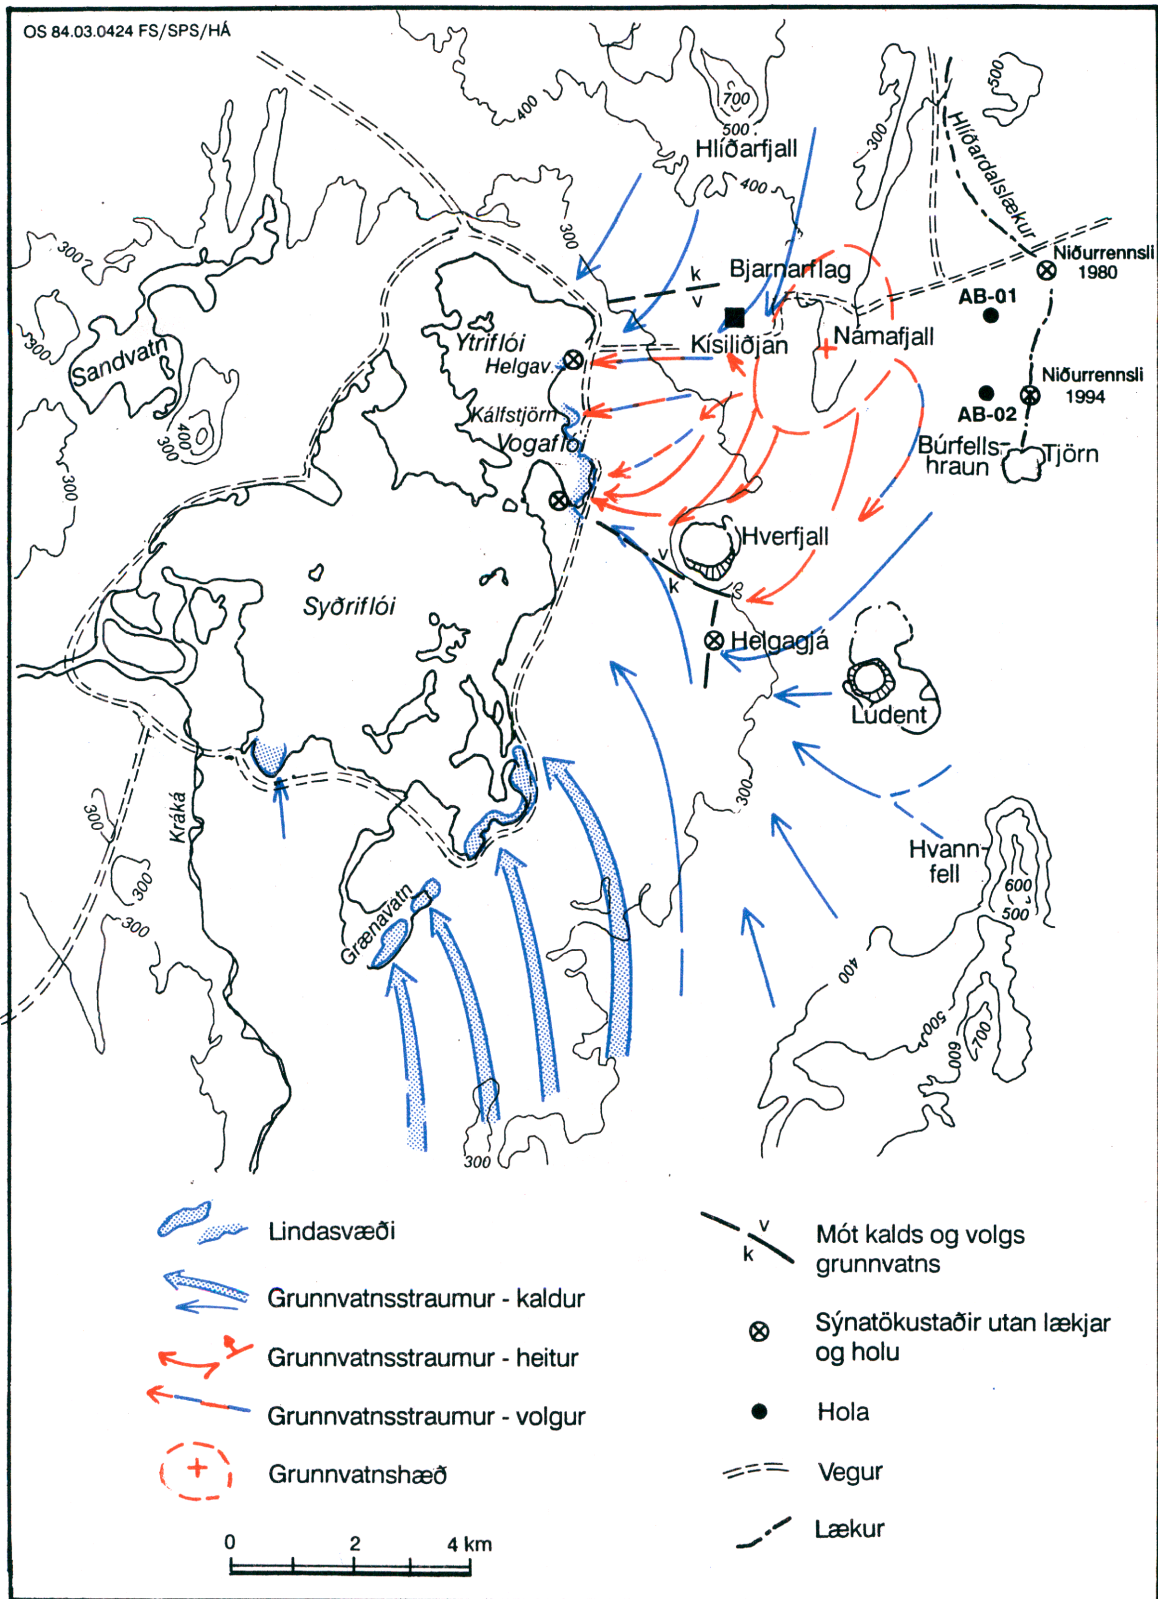 OS 84.03.0424 FS/SPS/HÁ
400
700
500
Hlíðarfjall
400
300
500
Hlíðardalslækur
300
300
300
Sandvatn
400
300
300
Ytriflói
Helgav.
Kálfstjörn
Vogaflói
Syðriflói
k
v
Bjarnarflag
Kísiliðján
Námafjall
Niðurrennsli
1980
AB-01
AB-02
Niðurrennsli
1994
Búrfells-
hraun
Tjörn
Hverfjall
v
k
Helgagjá
Lúdent
300
Hvann-
fell
600
500
400
500
600
700
Kráká
300
300
300
Grænavatn
300
Lindasvæði
Grunnvatnsstraumur - kaldur
Grunnvatnsstraumur - heitur
Grunnvatnsstraumur - volgur
Grunnvatnshæð
0 2 4 km
v
k
Mót kalds og volgs
grunnvatns
Sýnatökustaðir utan lækjar
og holu
Hola
Vegur
Lækur